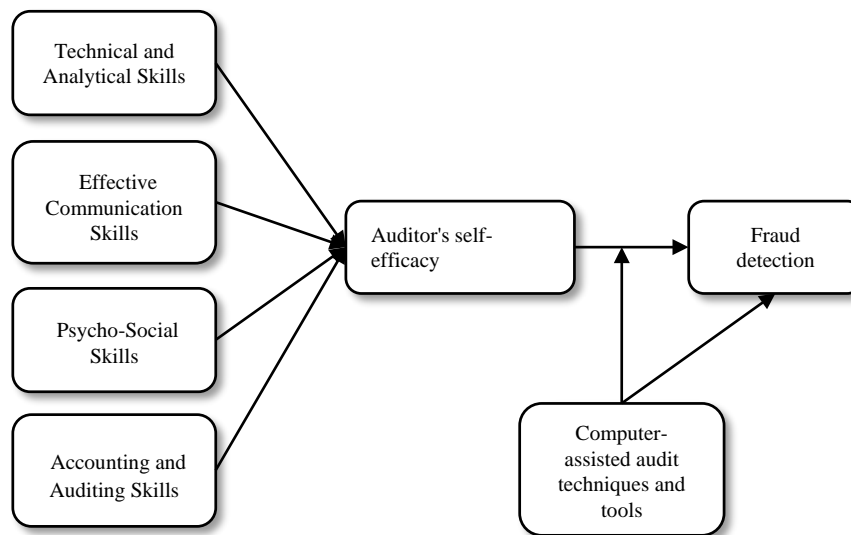 Technical and
Analytical Skills
Effective
Communication
Skills
Psycho-Social
Skills
Accounting and
Auditing Skills
Auditor's self-
efficacy
Fraud
detection
Computer-
assisted audit
techniques and
tools